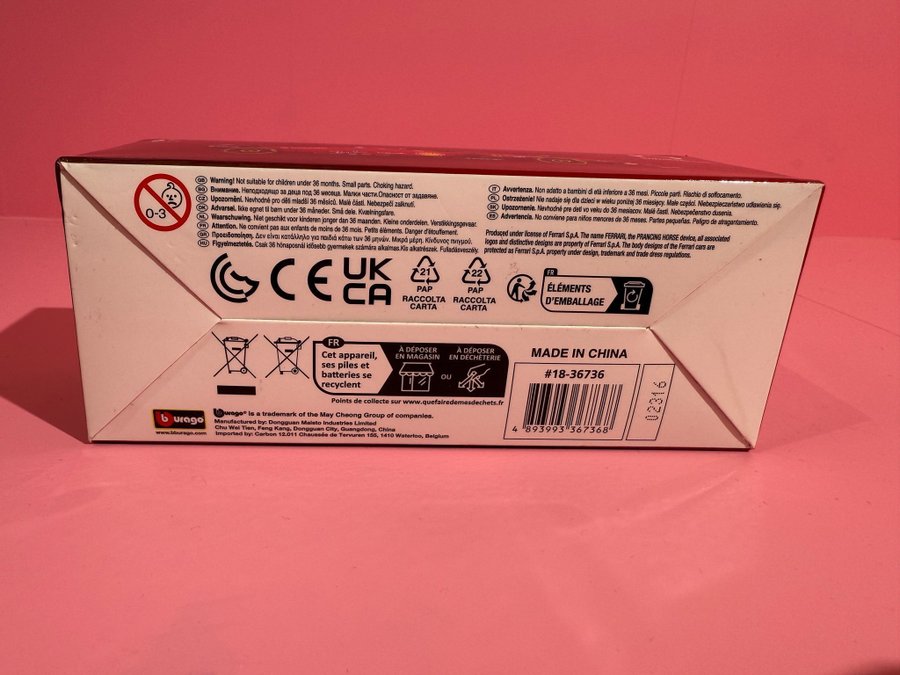 0-3
GB Warning! Not suitable for children under 36 months. Small parts. Choking hazard.
BG Внимание. Неподходящо за деца под 36 месеца. Малки части.Опасност от задавяне.
CZ Upozornění. Nevhodné pro děti mladší 36 měsíců. Malé části. Nebezpečí zalknutí.
DK Advarsel. Ikke egnet til børn under 36 måneder. Små dele. Kvælningsfare.
NL Waarschuwing. Niet geschikt voor kinderen jonger dan 36 maanden. Kleine onderdelen. Verstikkingsgevaar.
FR Attention. Ne convient pas aux enfants de moins de 36 mois. Petits éléments. Danger d'étouffement.
GR Προειδοποίηση. Δεν είναι κατάλληλο για παιδιά κάτω των 36 μηνών. Μικρά μέρη. Κίνδυνος πνιγμού.
HU Figyelmeztetés. Csak 36 hónaposnál idősebb gyermekek számára alkalmas.Kis alkatrészek. Fulladásveszély.
IT Avvertenza. Non adatto a bambini di età inferiore a 36 mesi. Piccole parti. Rischio di soffocamento.
PL Ostrzeżenie! Nie nadaje się dla dzieci w wieku poniżej 36 miesięcy. Małe części. Niebezpieczeństwo udławienia się.
SK Upozornenie. Nevhodné pre deti vo veku do 36 mesiacov. Malé časti. Nebezpečenstvo dusenia.
ES Advertencia. No conviene para niños menores de 36 meses. Partes pequeñas. Peligro de atragantamiento.
Produced under license of Ferrari S.p.A. The name FERRARI, the PRANCING HORSE device, all associated
logos and distinctive designs are property of Ferrari S.p.A. The body designs of the Ferrari cars are
protected as Ferrari S.p.A. property under design, trademark and trade dress regulations.
CE
UK
CA
21
PAP
RACCOLTA
CARTA
22
PAP
RACCOLTA
CARTA
FR
ÉLÉMENTS
D'EMBALLAGE
FR
Cet appareil,
ses piles et
batteries se
recyclent
À DÉPOSER
EN MAGASIN
OU
À DÉPOSER
EN DÉCHÈTERIE
Points de collecte sur www.quefairedemesdechets.fr
MADE IN CHINA
#18-36736
4 893993 367368
02316
bburago
www.bburago.com
bburago® is a trademark of the May Cheong Group of companies.
Manufactured by: Dongguan Maisto Industries Limited
Chu Wei Tien, Feng Kang, Dongguan City, Guangdong, China
Imported by: Carbon 12.011 Chaussée de Tervuren 155, 1410 Waterloo, Belgium